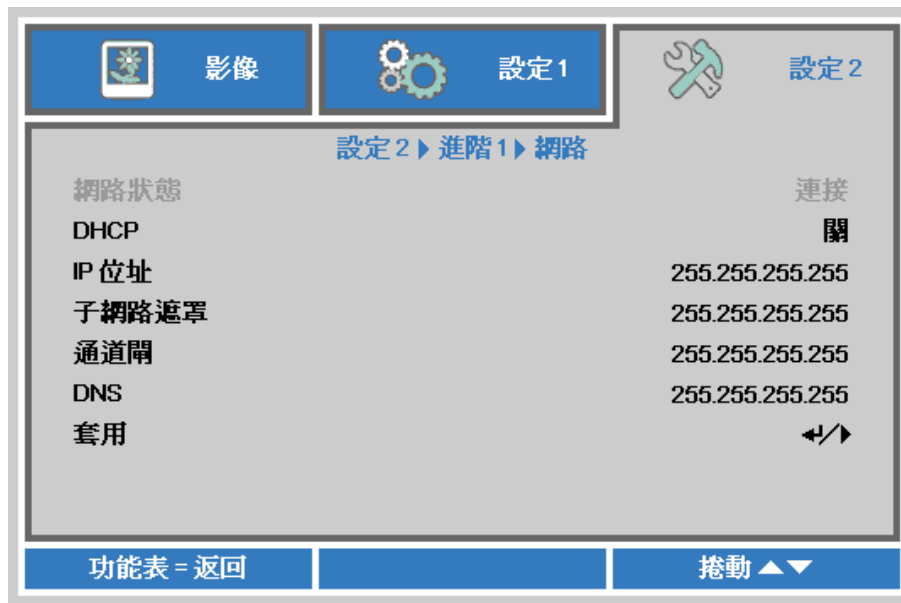 影像
設定1
設定2
設定2▶進階1▶網路
網路狀態 連接
DHCP 關
IP 位址 255.255.255.255
子網路遮罩 255.255.255.255
通道閘 255.255.255.255
DNS 255.255.255.255
套用 ↵/▶
功能表 = 返回
捲動▲▼